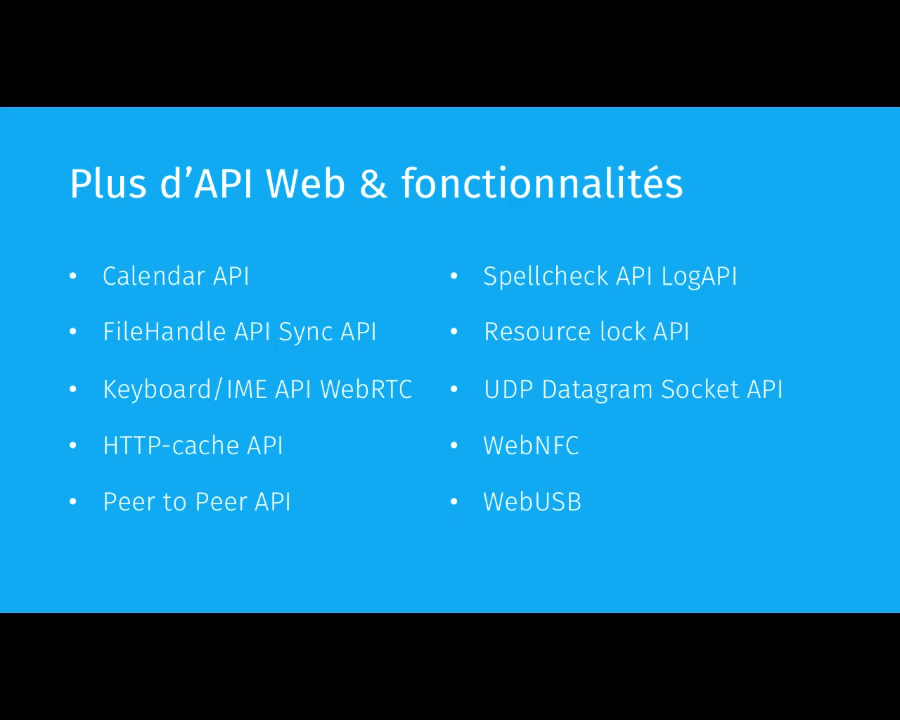 Plus d’API Web & fonctionnalités
• Calendar API
• FileHandle API Sync API
• Keyboard/IME API WebRTC
• HTTP-cache API
• Peer to Peer API
• Spellcheck API LogAPI
• Resource lock API
• UDP Datagram Socket API
• WebNFC
• WebUSB